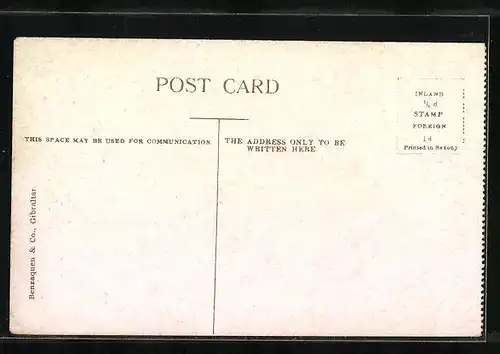 POST CARD
INLAND
½ d
STAMP
FOREIGN
1d
Printed in Saxony
THIS SPACE MAY BE USED FOR COMMUNICATION
THE ADDRESS ONLY TO BE
WRITTEN HERE
Benzaquen & Co., Gibraltar.